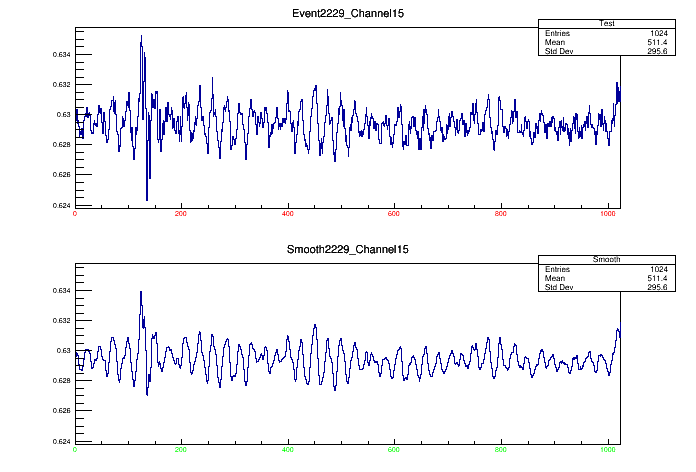 Event2229_Channel15
Test
Entries 1024
Mean 511.4
Std Dev 295.6
0.634
0.632
0.63
0.628
0.626
0.624
0 200 400 600 800 1000
Smooth2229_Channel15
Smooth
Entries 1024
Mean 511.4
Std Dev 295.6
0.634
0.632
0.63
0.628
0.626
0.624
0 200 400 600 800 1000